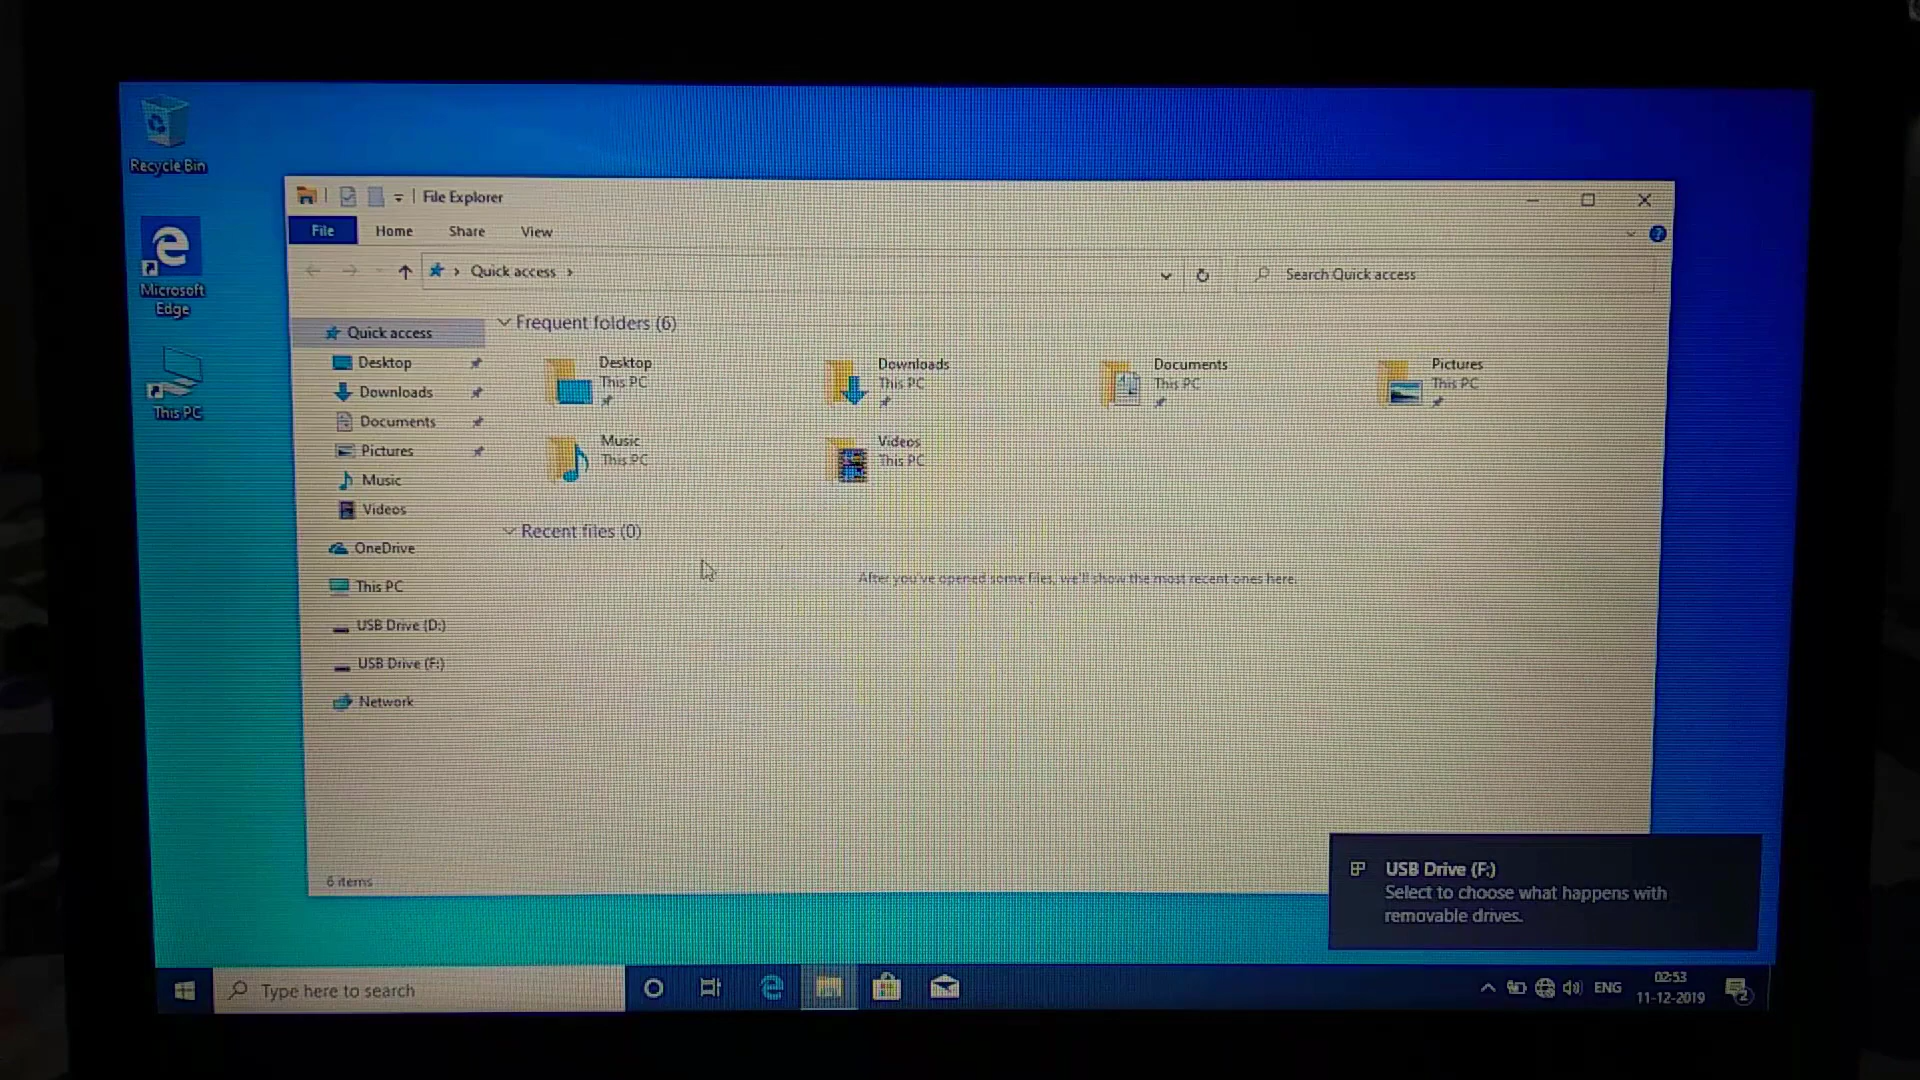 Recycle Bin
Microsoft
Edge
This PC
File Explorer
File Home Share View
Quick access
Search Quick access
Quick access
Desktop
Downloads
Documents
Pictures
Music
Videos
OneDrive
This PC
USB Drive (D:)
USB Drive (F:)
Network
Frequent folders (6)
Desktop
This PC
Downloads
This PC
Documents
This PC
Pictures
This PC
Music
This PC
Videos
This PC
Recent files (0)
After you've opened some files, we'll show the most recent ones here.
6 items
USB Drive (F:)
Select to choose what happens with
removable drives.
Type here to search
ENG
02:53
11-12-2019
2